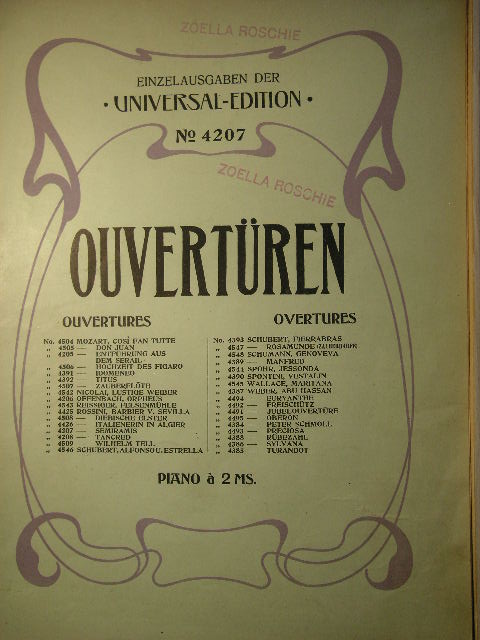 ZOELLA ROSCHIE
EINZELAUSGABEN DER
· UNIVERSAL-EDITION ·
No 4207
ZOELLA ROSCHIE
OUVERTÜREN
OUVERTURES
No. 4504 MOZART, COSI FAN TUTTE
„ 4505 — DON JUAN
„ 4205 — ENTFÜHRUNG AUS
DEM SERAIL
„ 4506 — HOCHZEIT DES FIGARO
„ 4391 — IDOMENEO
„ 4392 — TITUS
„ 4507 — ZAUBERFLÖTE
„ 4542 NICOLAI, LUSTIGE WEIBER
„ 4206 OFFENBACH, ORPHEUS
„ 4543 REISSIGER, FELSENMÜHLE
„ 4425 ROSSINI, BARBIER V. SEVILLA
„ 4508 — DIEBISCHE ELSTER
„ 4426 — ITALIENERIN IN ALGIER
„ 4307 — SEMIRAMIS
„ 4208 — TANCRED
„ 4509 — WILHELM TELL
„ 4546 SCHUBERT, ALFONSO U. ESTRELLA
OVERTURES
No. 4393 SCHUBERT, FIERRABRAS
„ 4547 — ROSAMUNDE
„ 4548 SCHUMANN, GENOVEVA
„ 4389 — MANFRED
„ 4541 SPOHR, JESSONDA
„ 4390 SPONTINI, VESTALIN
„ 4545 WALLACE, MARITANA
„ 4387 WEBER, ABU HASSAN
„ 4494 — EURYANTHE
„ 4492 — FREISCHÜTZ
„ 4491 — JUBELOUVERTÜRE
„ 4495 — OBERON
„ 4384 — PETER SCHMOLL
„ 4493 — PRECIOSA
„ 4388 — RÜBEZAHL
„ 4386 — SYLVANA
„ 4385 — TURANDOT
PIANO à 2 MS.